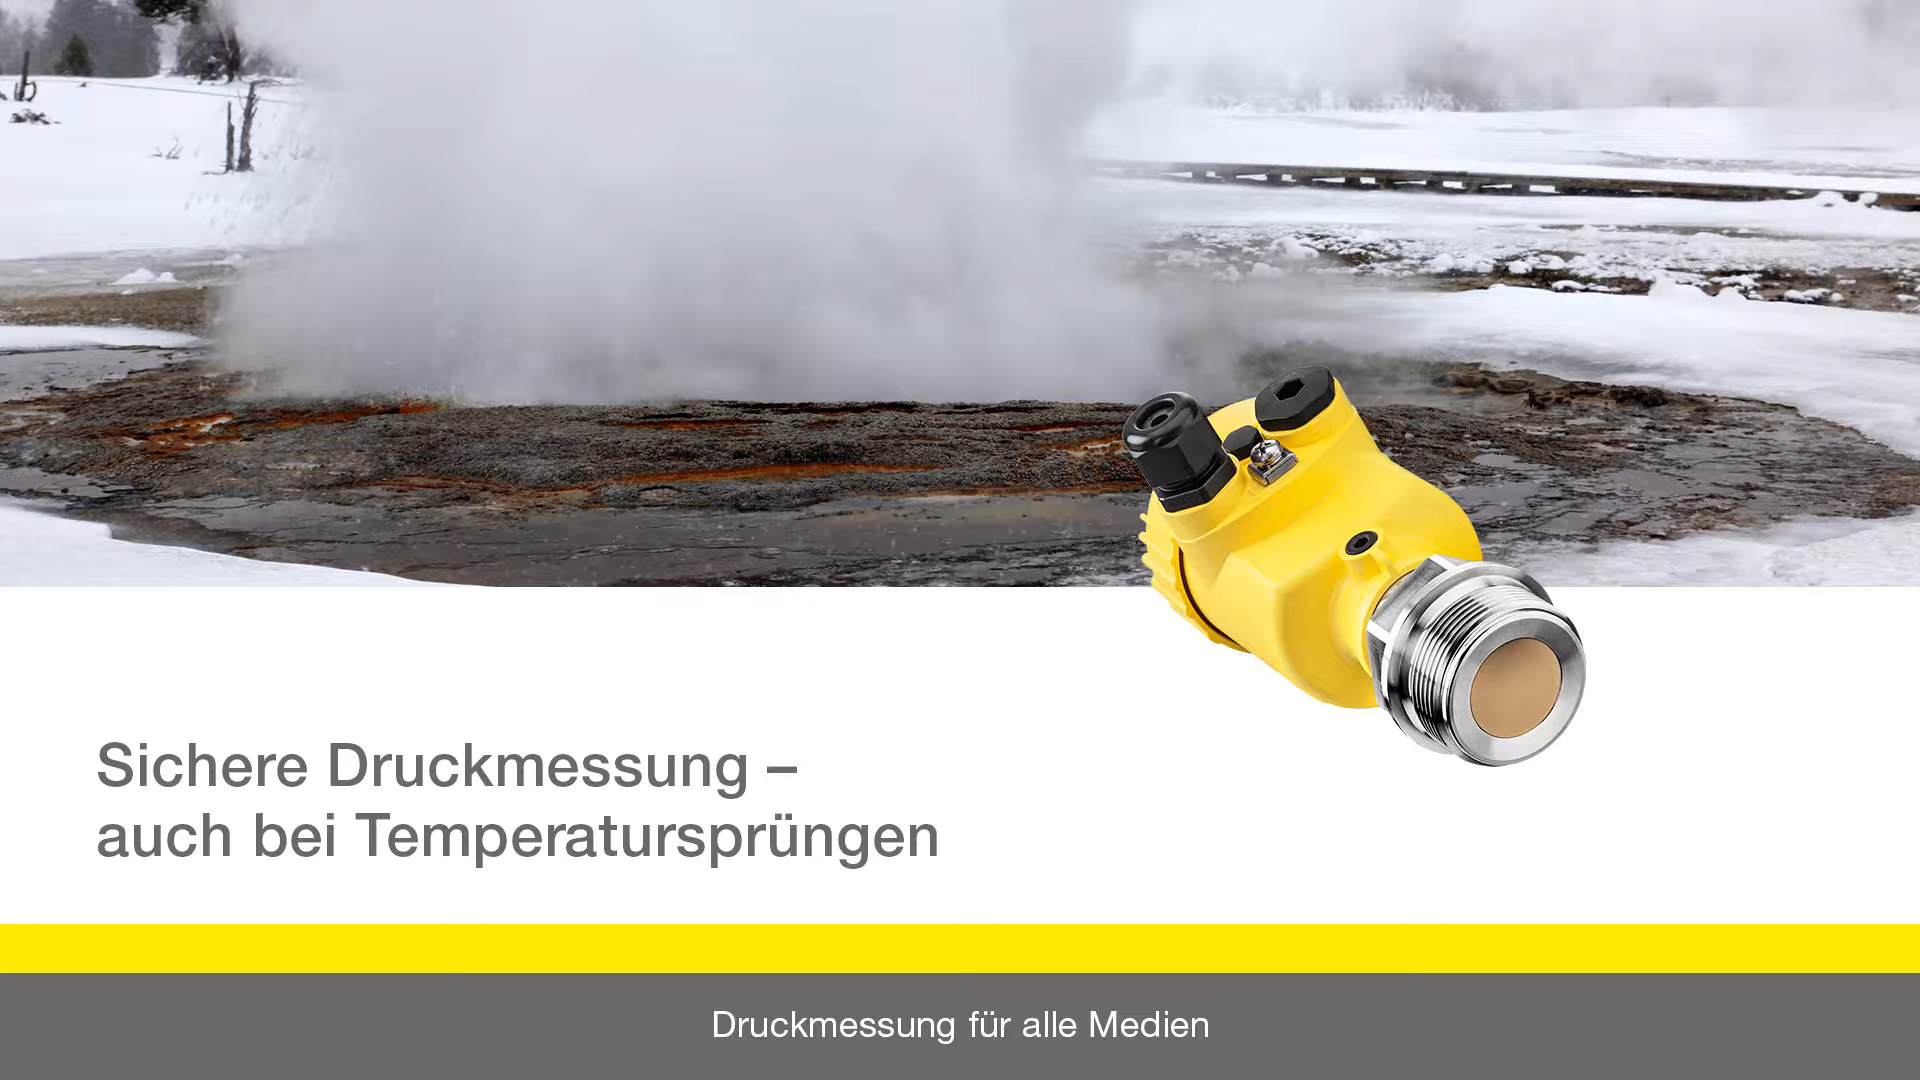 Sichere Druckmessung –
auch bei Temperatursprüngen
Druckmessung für alle Medien